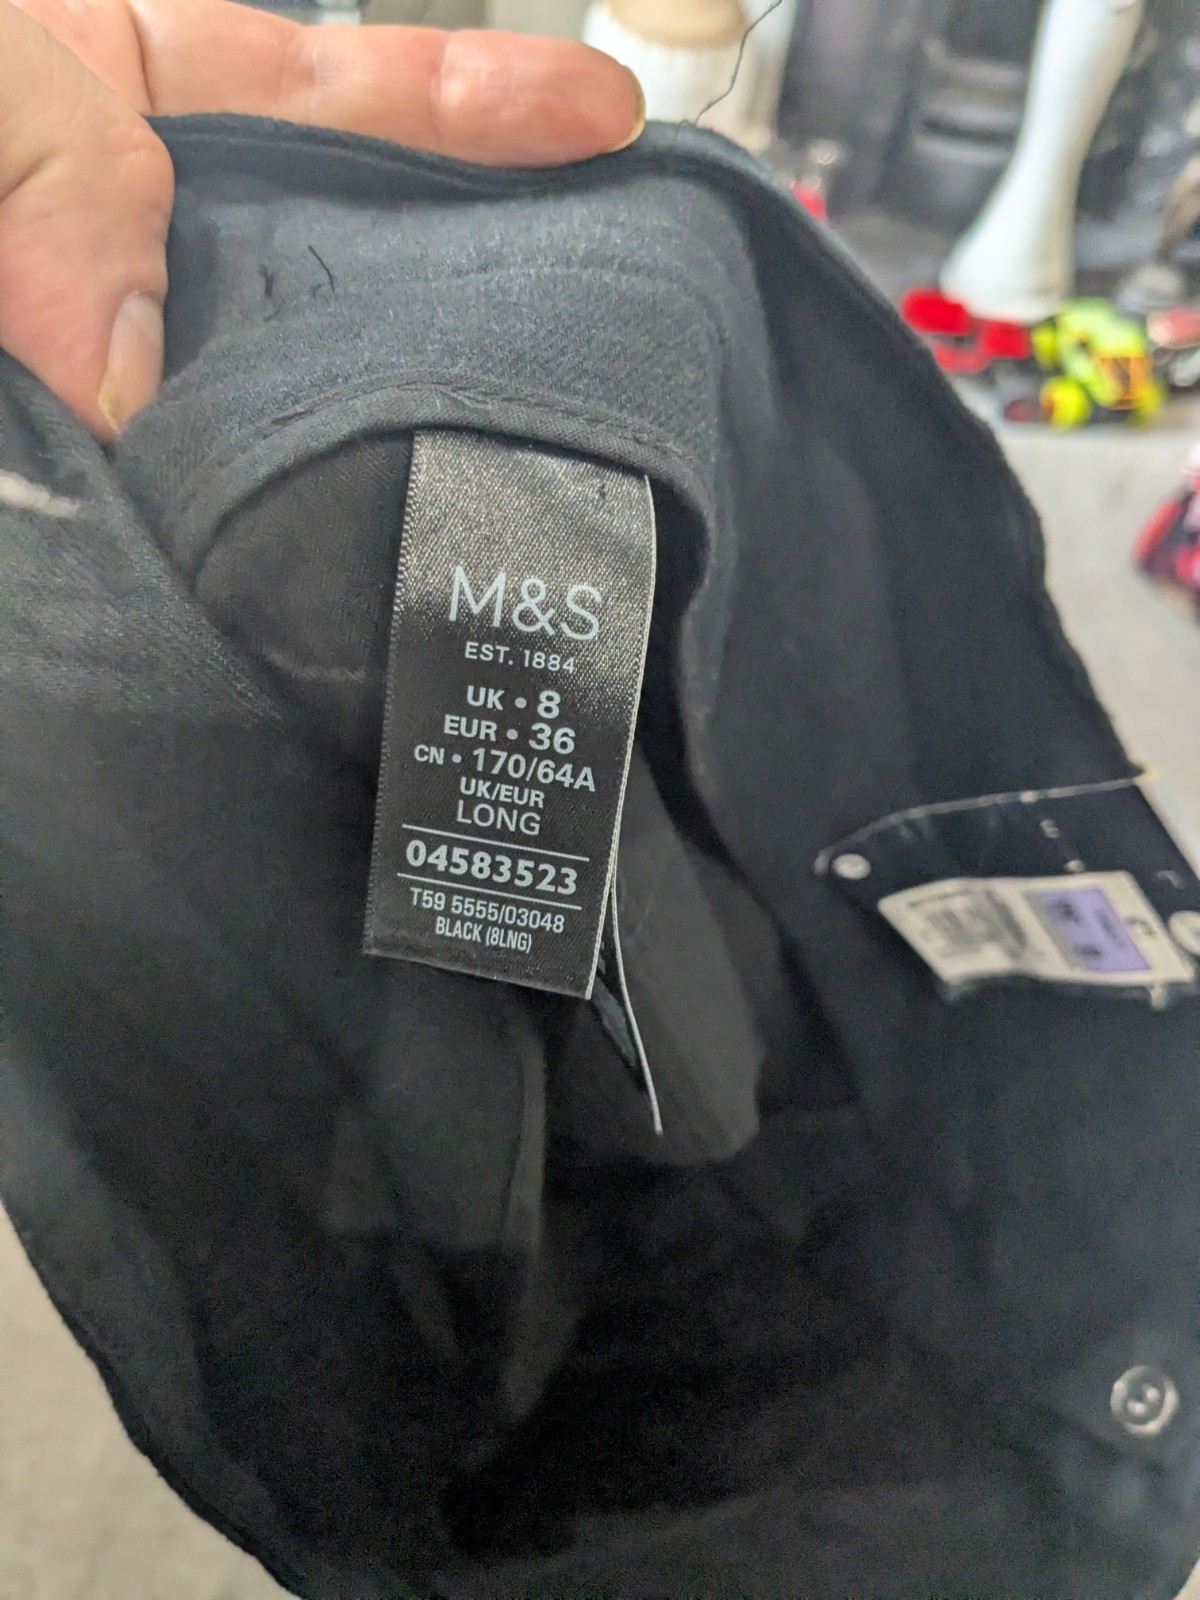 M&S
EST. 1884
UK • 8
EUR • 36
CN • 170/64A
UK/EUR
LONG
04583523
T59 5555/03048
BLACK (8LNG)